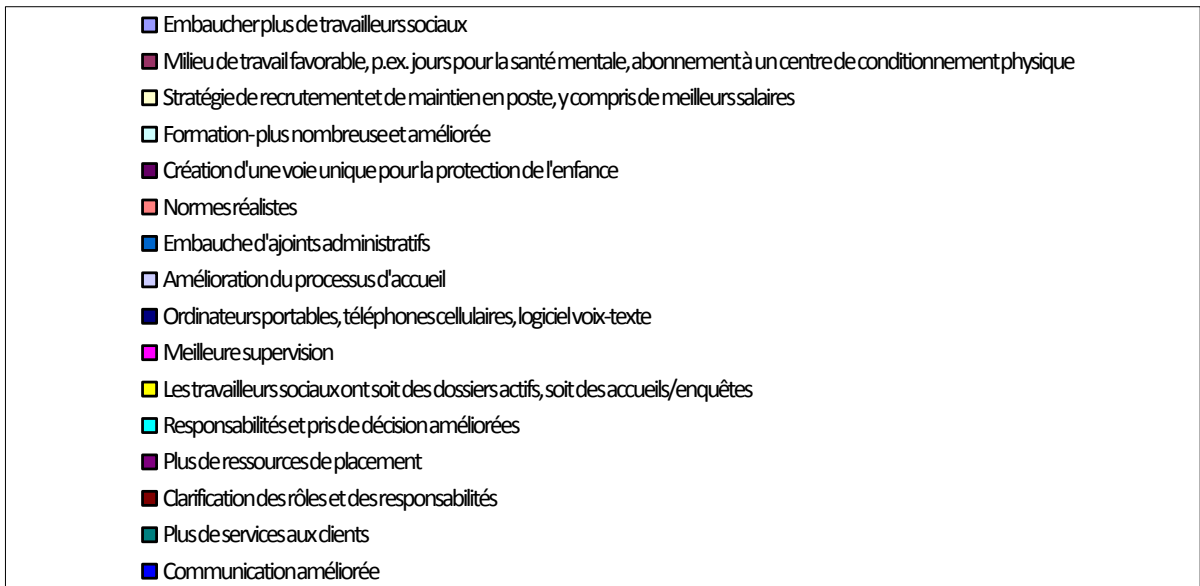 Embaucher plus de travailleurs sociaux
Milieu de travail favorable, p.ex. jours pour la santé mentale, abonnement à un centre de conditionnement physique
Stratégie de recrutement et de maintien en poste, y compris de meilleurs salaires
Formation- plus nombreuse et améliorée
Création d'une voie unique pour la protection de l'enfance
Normes réalistes
Embauche d'ajoints administratifs
Amélioration du processus d'accueil
Ordinateurs portables, téléphones cellulaires, logiciel voix-texte
Meilleure supervision
Les travailleurs sociaux ont soit des dossiers actifs, soit des accueils/enquêtes
Responsabilités et pris de décision améliorées
Plus de ressources de placement
Clarification des rôles et des responsabilités
Plus de services aux clients
Communication améliorée